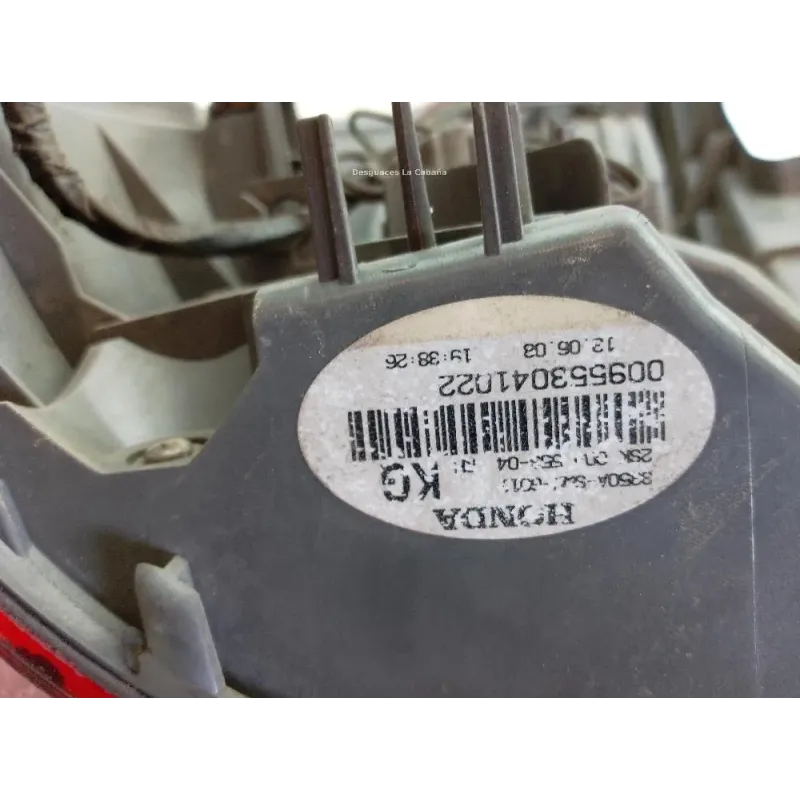 Desguaces La Cabaña
HONDA
KG
009553041022
12.06.03 19:38:26